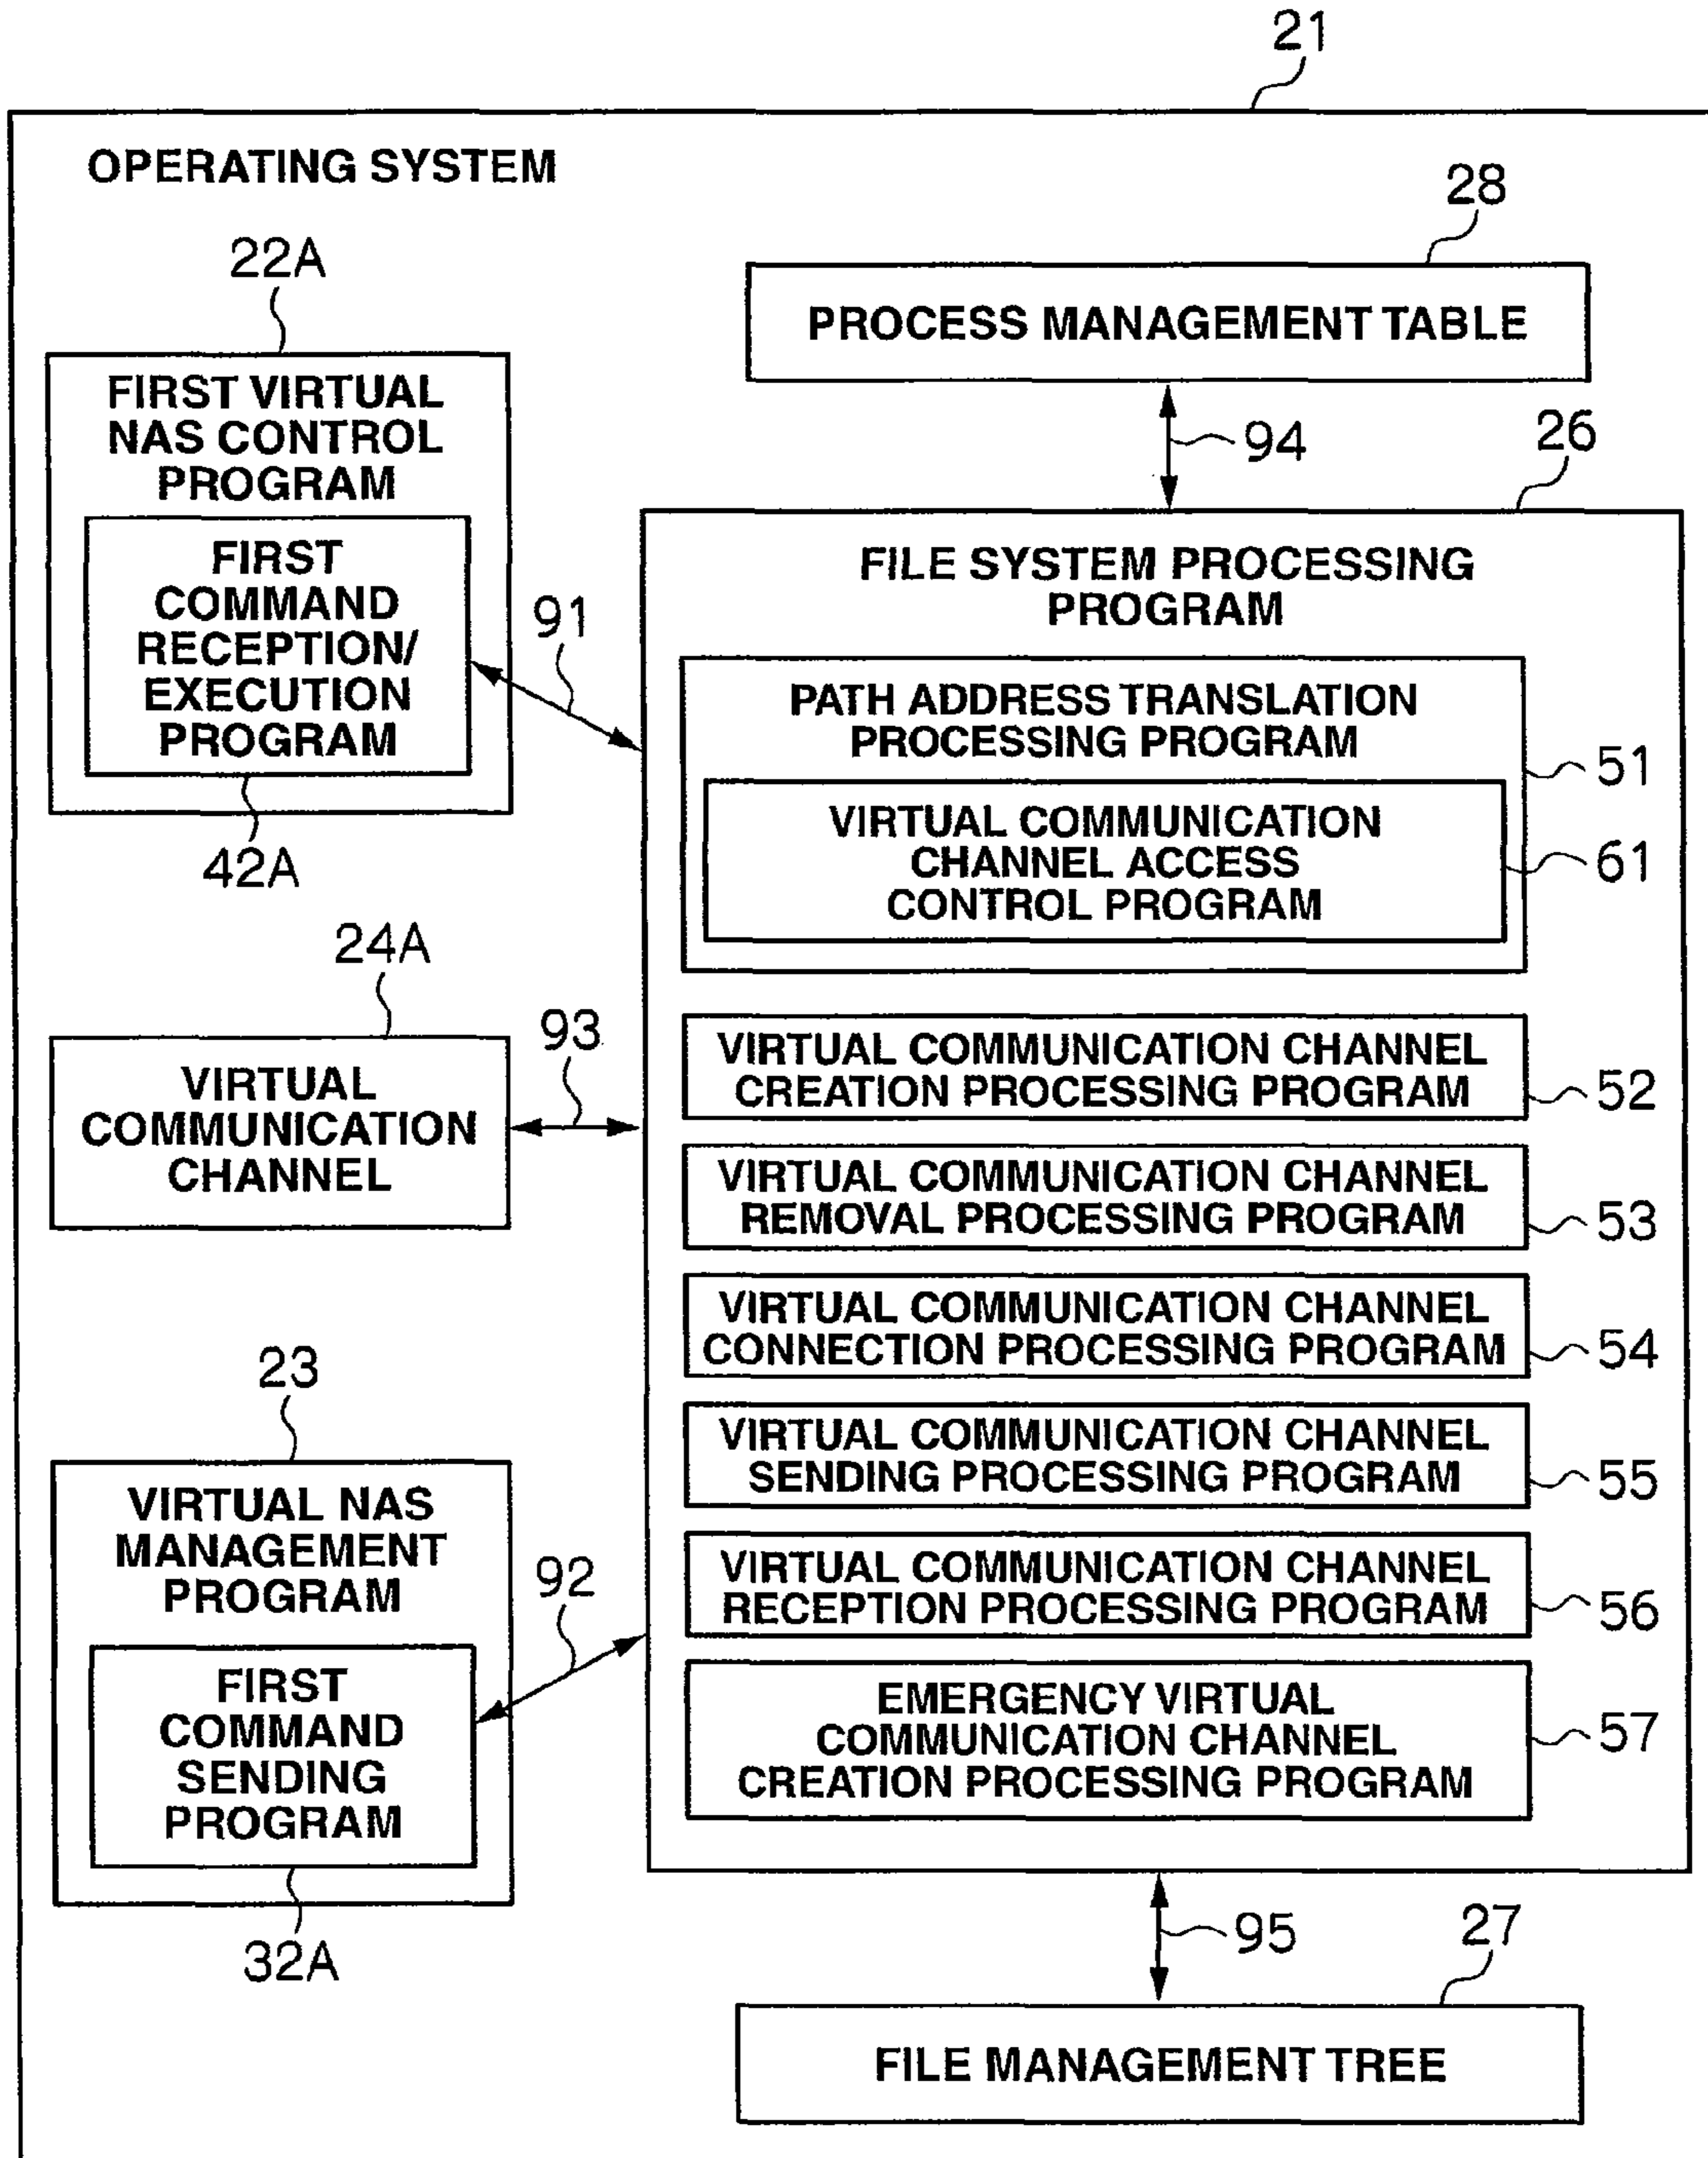 21
OPERATING SYSTEM
28
22A
PROCESS MANAGEMENT TABLE
FIRST VIRTUAL
NAS CONTROL
PROGRAM
94
26
FIRST
COMMAND
RECEPTION/
EXECUTION
PROGRAM
42A
91
FILE SYSTEM PROCESSING
PROGRAM
PATH ADDRESS TRANSLATION
PROCESSING PROGRAM
51
VIRTUAL COMMUNICATION
CHANNEL ACCESS
CONTROL PROGRAM
61
24A
VIRTUAL
COMMUNICATION
CHANNEL
93
VIRTUAL COMMUNICATION CHANNEL
CREATION PROCESSING PROGRAM
52
VIRTUAL COMMUNICATION CHANNEL
REMOVAL PROCESSING PROGRAM
53
VIRTUAL COMMUNICATION CHANNEL
CONNECTION PROCESSING PROGRAM
54
23
VIRTUAL NAS
MANAGEMENT
PROGRAM
92
FIRST
COMMAND
SENDING
PROGRAM
32A
VIRTUAL COMMUNICATION CHANNEL
SENDING PROCESSING PROGRAM
55
VIRTUAL COMMUNICATION CHANNEL
RECEPTION PROCESSING PROGRAM
56
EMERGENCY VIRTUAL
COMMUNICATION CHANNEL
CREATION PROCESSING PROGRAM
57
95
27
FILE MANAGEMENT TREE